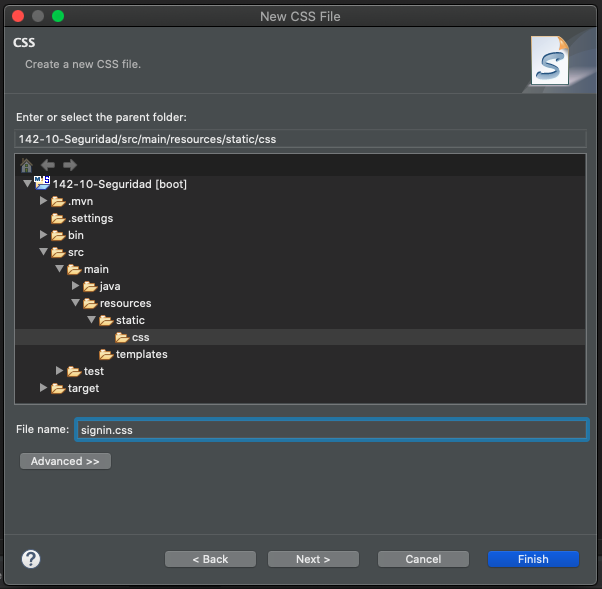 New CSS File
CSS
Create a new CSS file.
Enter or select the parent folder:
142-10-Seguridad/src/main/resources/static/css
142-10-Seguridad [boot]
.mvn
.settings
bin
src
main
java
resources
static
css
templates
test
target
File name: signin.css
Advanced >>
? < Back Next > Cancel Finish